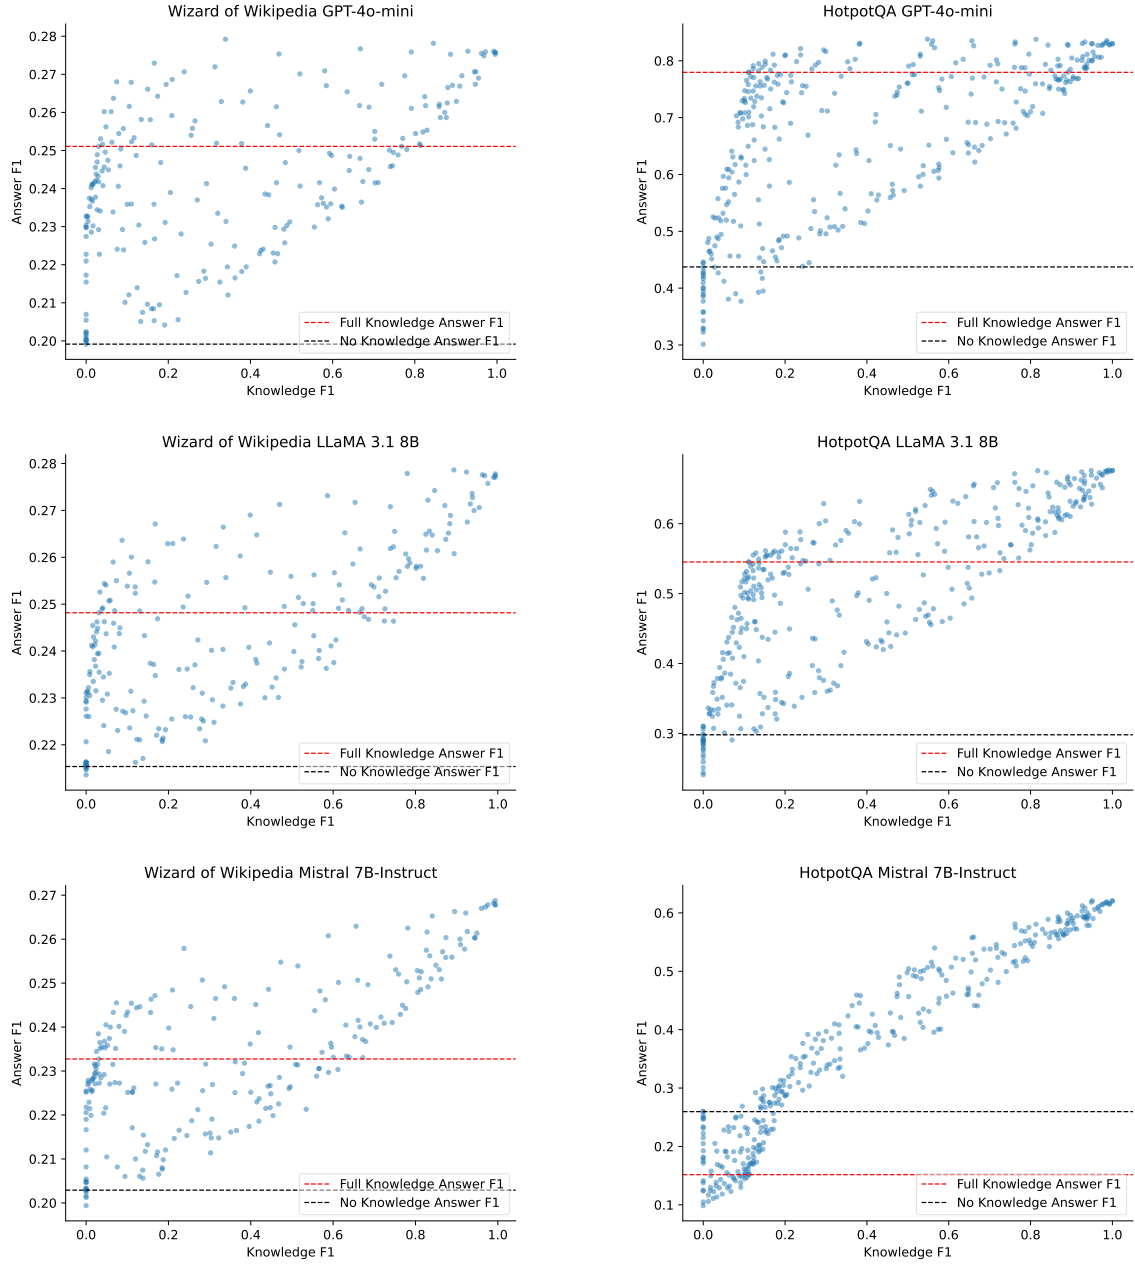 Wizard of Wikipedia GPT-4o-mini
Answer F1
0.28
0.27
0.26
0.25
0.24
0.23
0.22
0.21
0.20
Full Knowledge Answer F1
No Knowledge Answer F1
0.0 0.2 0.4 0.6 0.8 1.0
Knowledge F1
HotpotQA GPT-4o-mini
Answer F1
0.8
0.7
0.6
0.5
0.4
0.3
Full Knowledge Answer F1
No Knowledge Answer F1
0.0 0.2 0.4 0.6 0.8 1.0
Knowledge F1
Wizard of Wikipedia LLaMA 3.1 8B
Answer F1
0.28
0.27
0.26
0.25
0.24
0.23
0.22
Full Knowledge Answer F1
No Knowledge Answer F1
0.0 0.2 0.4 0.6 0.8 1.0
Knowledge F1
HotpotQA LLaMA 3.1 8B
Answer F1
0.6
0.5
0.4
0.3
Full Knowledge Answer F1
No Knowledge Answer F1
0.0 0.2 0.4 0.6 0.8 1.0
Knowledge F1
Wizard of Wikipedia Mistral 7B-Instruct
Answer F1
0.27
0.26
0.25
0.24
0.23
0.22
0.21
0.20
Full Knowledge Answer F1
No Knowledge Answer F1
0.0 0.2 0.4 0.6 0.8 1.0
Knowledge F1
HotpotQA Mistral 7B-Instruct
Answer F1
0.6
0.5
0.4
0.3
0.2
0.1
Full Knowledge Answer F1
No Knowledge Answer F1
0.0 0.2 0.4 0.6 0.8 1.0
Knowledge F1